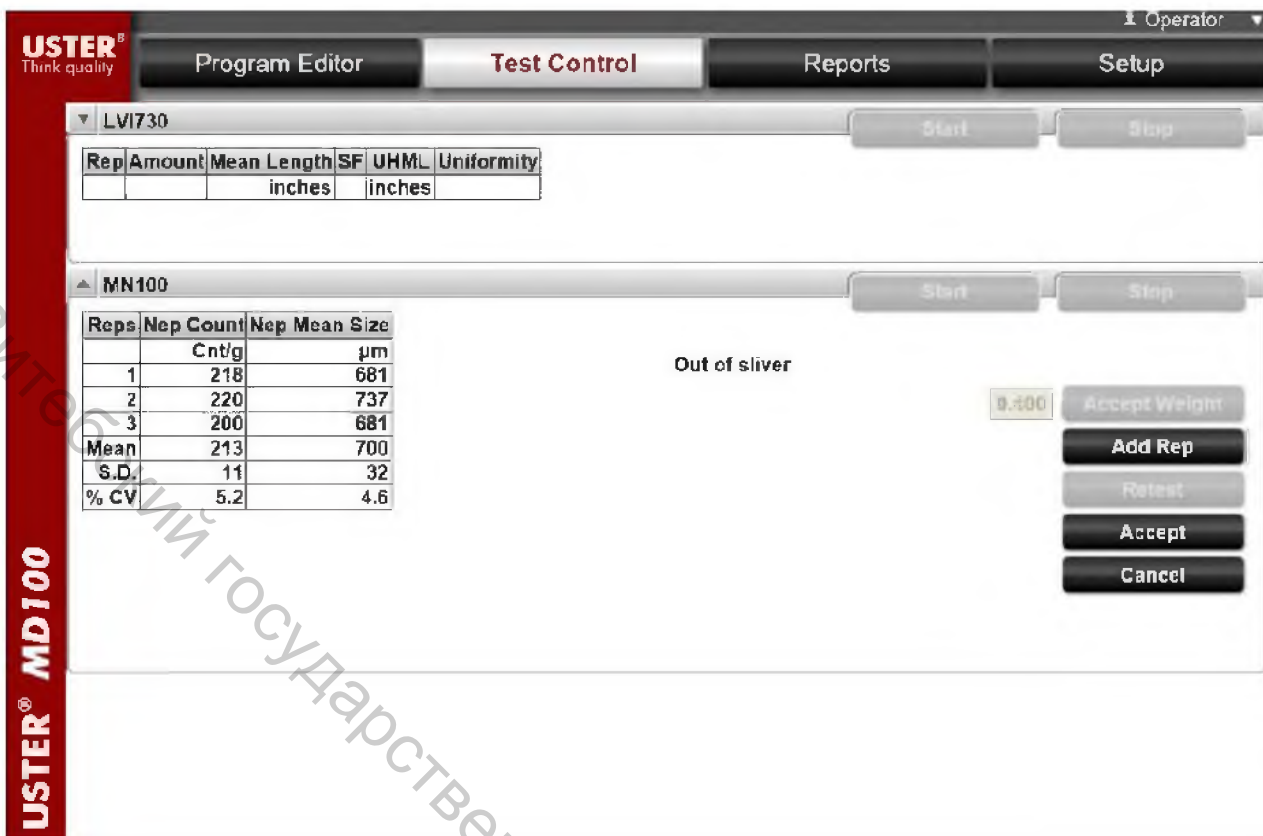 Operator
USTER®
Think quality
Program Editor Test Control Reports Setup
LVI730 Start Stop
Rep Amount Mean Length SF UHML Uniformity
inches inches
MN100 Start Stop
Reps Nep Count Nep Mean Size
Cnt/g µm
Out of sliver
1 218 681
2 220 737
3 200 681
Mean 213 700
S.D. 11 32
% CV 5.2 4.6
Accept Weight
Add Rep
Retest
Accept
Cancel
USTER® MD100
витебский государстве